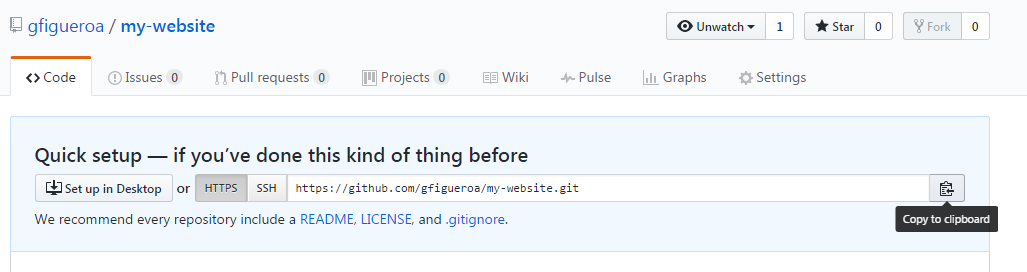 gfigueroa / my-website
Unwatch 1 Star 0 Fork 0
Code Issues 0 Pull requests 0 Projects 0 Wiki Pulse Graphs Settings
Quick setup — if you’ve done this kind of thing before
Set up in Desktop or HTTPS SSH https://github.com/gfigueroa/my-website.git
Copy to clipboard
We recommend every repository include a README, LICENSE, and .gitignore.